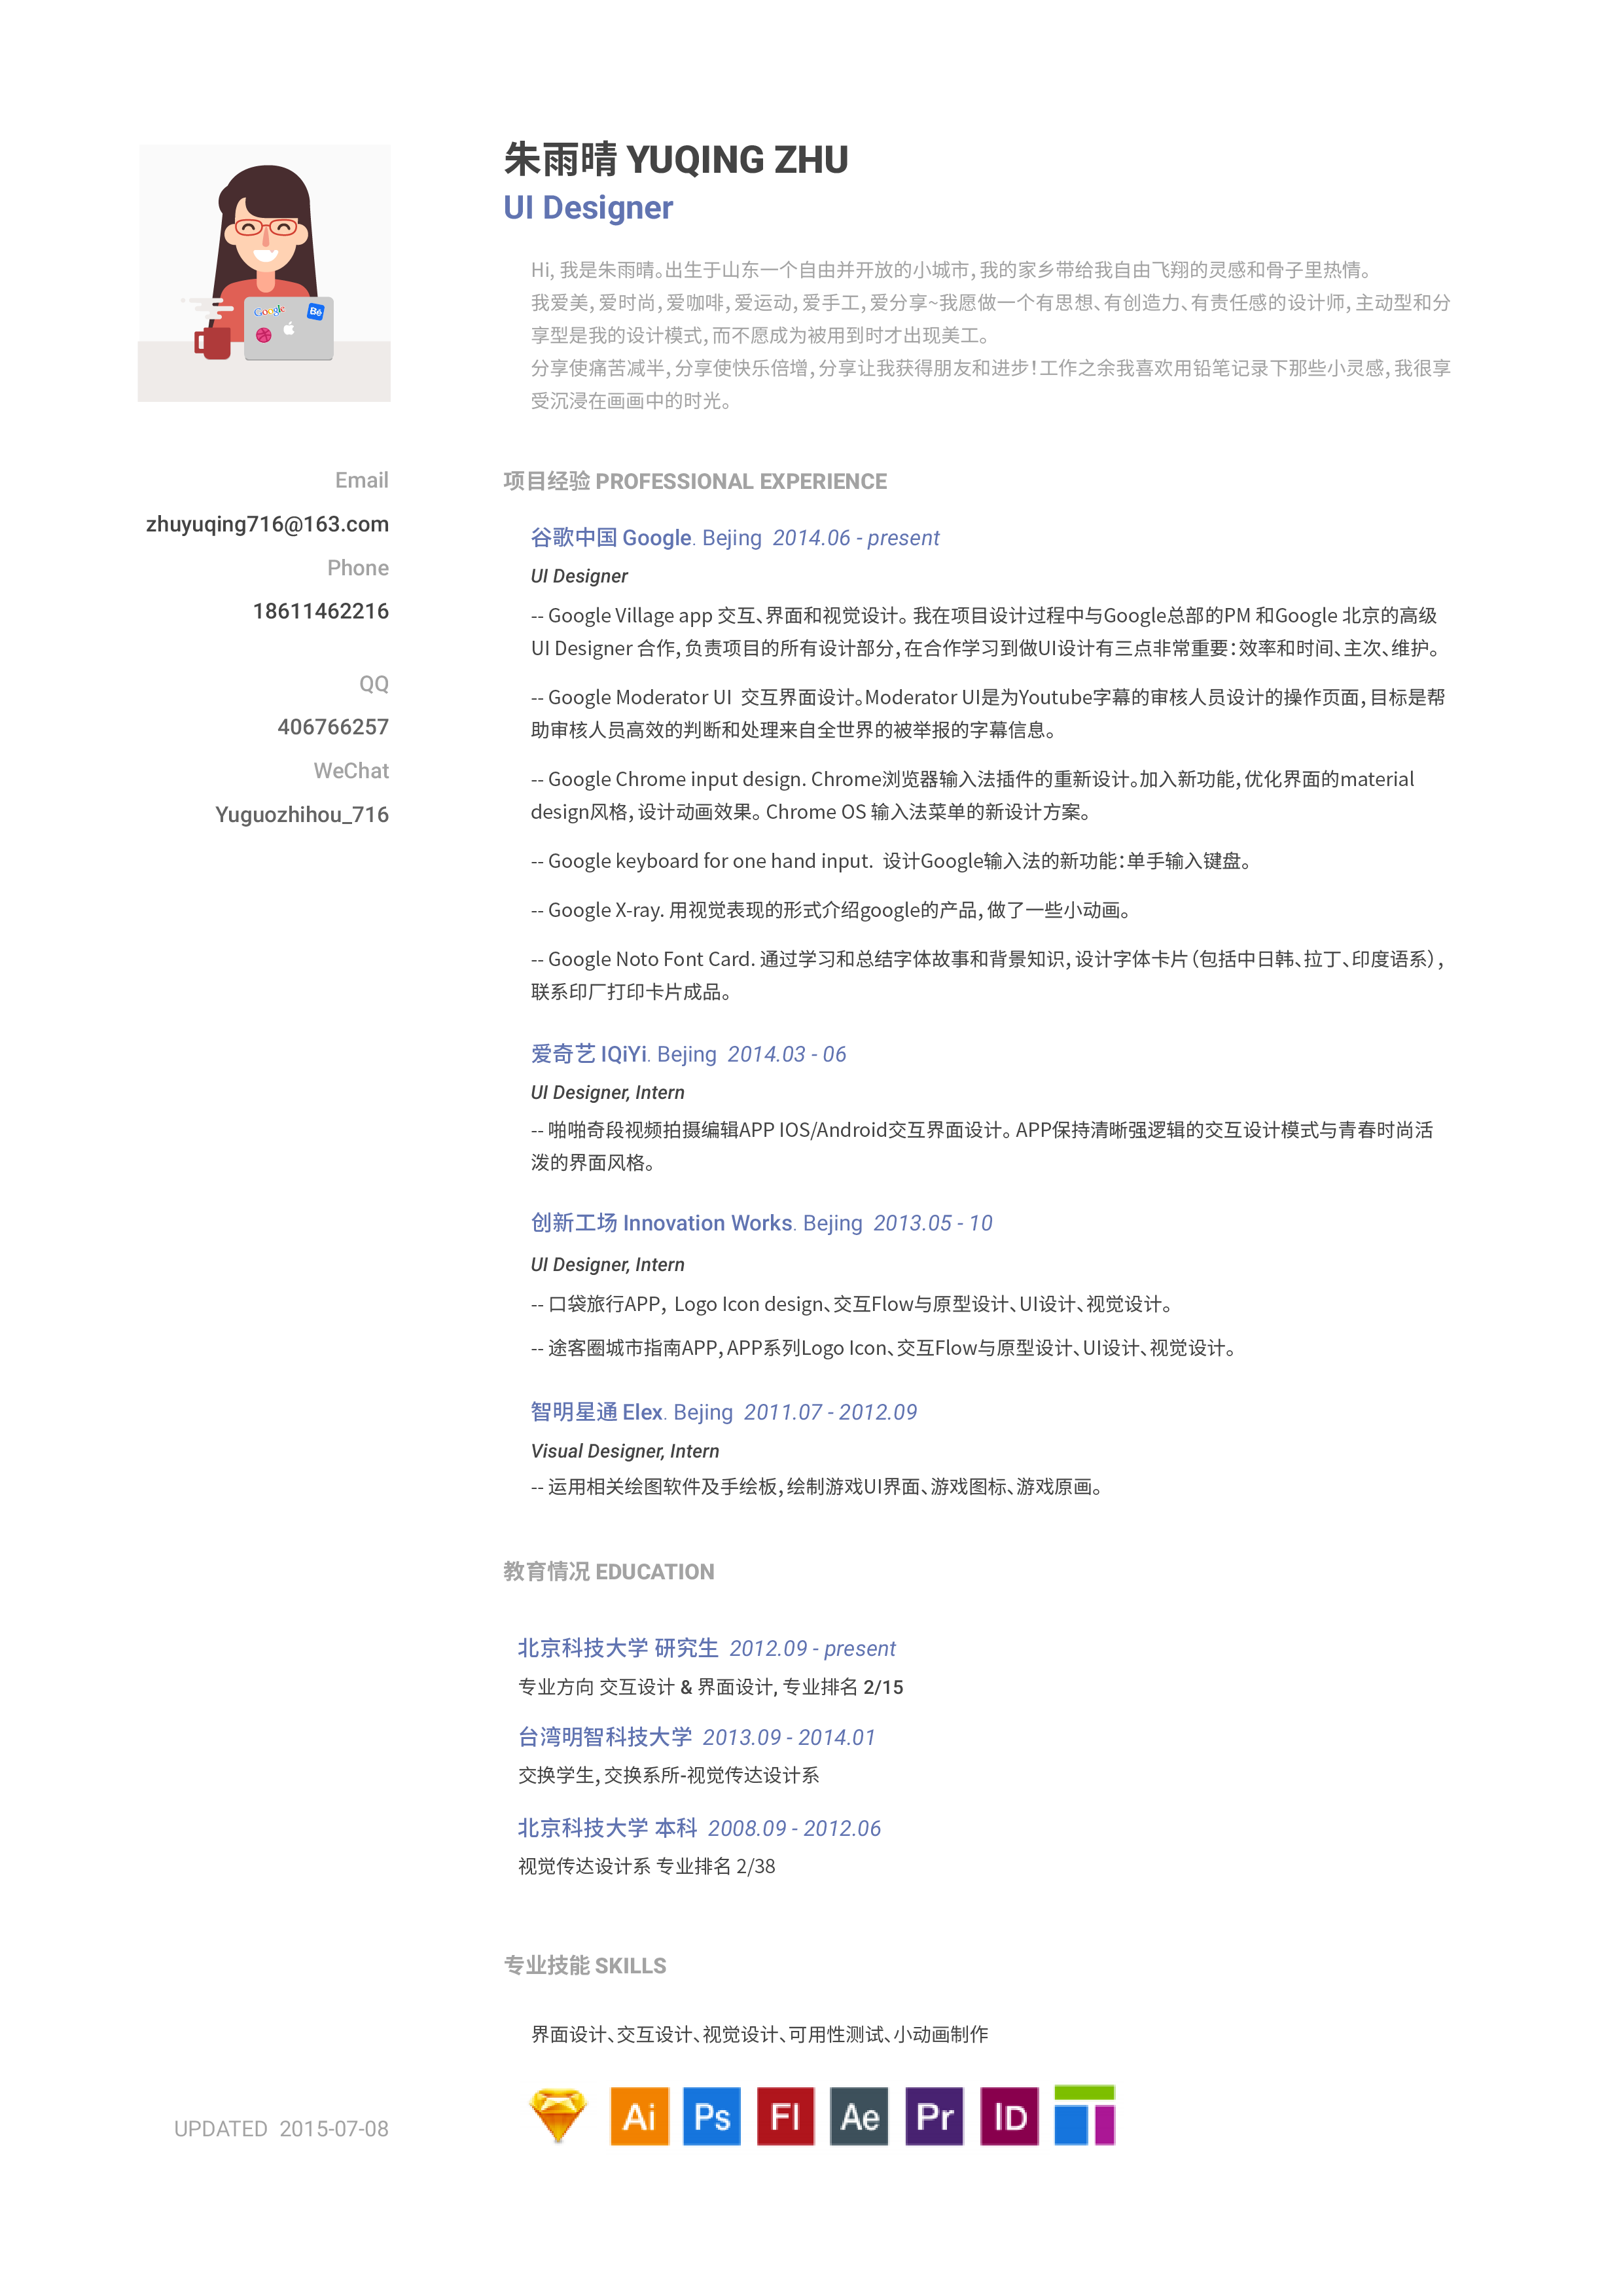 朱雨晴 YUQING ZHU
UI Designer
Hi, 我是朱雨晴。出生于山东一个自由并开放的小城市, 我的家乡带给我自由飞翔的灵感和骨子里热情。
我爱美, 爱时尚, 爱咖啡, 爱运动, 爱手工, 爱分享~我愿做一个有思想、有创造力、有责任感的设计师, 主动型和分
享型是我的设计模式, 而不愿成为被用到时才出现美工。
分享使痛苦减半, 分享使快乐倍增, 分享让我获得朋友和进步！工作之余我喜欢用铅笔记录下那些小灵感, 我很享
受沉浸在画画中的时光。
Google
Bē
Email
zhuyuqing716@163.com
Phone
18611462216
QQ
406766257
WeChat
Yuguozhihou_716
项目经验 PROFESSIONAL EXPERIENCE
谷歌中国 Google. Bejing 2014.06 - present
UI Designer
-- Google Village app 交互、界面和视觉设计。 我在项目设计过程中与Google总部的PM 和Google 北京的高级
UI Designer 合作, 负责项目的所有设计部分, 在合作学习到做UI设计有三点非常重要：效率和时间、主次、维护。
-- Google Moderator UI 交互界面设计。Moderator UI是为Youtube字幕的审核人员设计的操作页面, 目标是帮
助审核人员高效的判断和处理来自全世界的被举报的字幕信息。
-- Google Chrome input design. Chrome浏览器输入法插件的重新设计。加入新功能, 优化界面的material
design风格, 设计动画效果。 Chrome OS 输入法菜单的新设计方案。
-- Google keyboard for one hand input. 设计Google输入法的新功能：单手输入键盘。
-- Google X-ray. 用视觉表现的形式介绍google的产品, 做了一些小动画。
-- Google Noto Font Card. 通过学习和总结字体故事和背景知识, 设计字体卡片（包括中日韩、拉丁、印度语系）,
联系印厂打印卡片成品。
爱奇艺 IQiYi. Bejing 2014.03 - 06
UI Designer, Intern
-- 啪啪奇段视频拍摄编辑APP IOS/Android交互界面设计。 APP保持清晰强逻辑的交互设计模式与青春时尚活
泼的界面风格。
创新工场 Innovation Works. Bejing 2013.05 - 10
UI Designer, Intern
-- 口袋旅行APP, Logo Icon design、交互Flow与原型设计、UI设计、视觉设计。
-- 途客圈城市指南APP, APP系列Logo Icon、交互Flow与原型设计、UI设计、视觉设计。
智明星通 Elex. Bejing 2011.07 - 2012.09
Visual Designer, Intern
-- 运用相关绘图软件及手绘板, 绘制游戏UI界面、游戏图标、游戏原画。
教育情况 EDUCATION
北京科技大学 研究生 2012.09 - present
专业方向 交互设计 & 界面设计, 专业排名 2/15
台湾明智科技大学 2013.09 - 2014.01
交换学生, 交换系所-视觉传达设计系
北京科技大学 本科 2008.09 - 2012.06
视觉传达设计系 专业排名 2/38
专业技能 SKILLS
界面设计、交互设计、视觉设计、可用性测试、小动画制作
Ai Ps Fl Ae Pr ID
UPDATED 2015-07-08